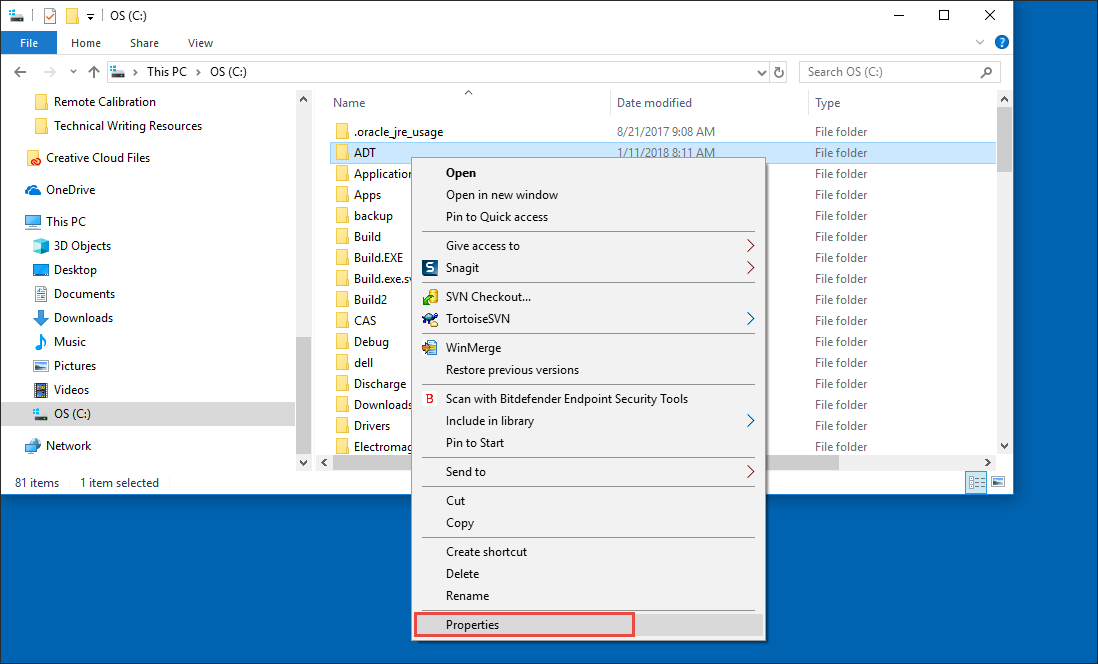 OS (C:)
File Home Share View
This PC OS (C:)
Search OS (C:)
Remote Calibration
Technical Writing Resources
Creative Cloud Files
OneDrive
This PC
3D Objects
Desktop
Documents
Downloads
Music
Pictures
Videos
OS (C:)
Network
Name Date modified Type
.oracle_jre_usage 8/21/2017 9:08 AM File folder
ADT 1/11/2018 8:11 AM File folder
Application File folder
Apps File folder
backup File folder
Build File folder
Build.EXE File folder
Build.exe.sv File folder
Build2 File folder
CAS File folder
Debug File folder
dell File folder
Discharge File folder
Downloads File folder
Drivers File folder
Electromag File folder
Open
Open in new window
Pin to Quick access
Give access to
S Snagit
SVN Checkout...
TortoiseSVN
WinMerge
Restore previous versions
B Scan with Bitdefender Endpoint Security Tools
Include in library
Pin to Start
Send to
Cut
Copy
Create shortcut
Delete
Rename
Properties
81 items 1 item selected